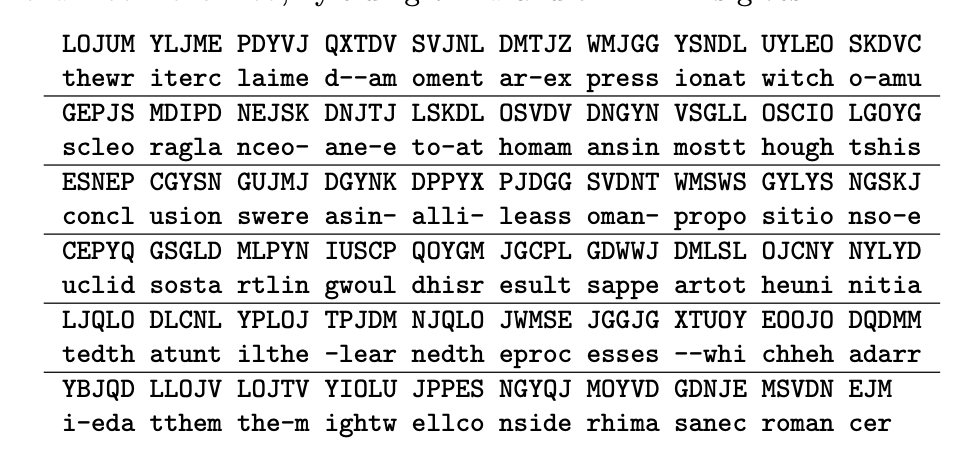 LOJUM YLJME PDYVJ QXTDV SVJNL DMTJZ WMJGG YSNDL UYLEO SKDVC
thewr iterc laime d--am oment ar-ex press ionat witch o-amu
GEPJS MDIPD NEJSK DNJTJ LSKDL OSVDV DNGYN VSGLL OSCIO LGOYG
scleo ragla nceo- ane-e to-at homam ansin mostt hough tshis
ESNEP CGYSN GUJMJ DGYNK DPPYX PJDGG SVDNT WMSWS GYLYS NGSKJ
concl usion swere asin- alli- leass oman- propo sitio nso-e
CEPYQ GSGLD MLPYN IUSCP QOYGM JGCPL GDWWJ DMLSL OJCNY NYLYD
uclid sosta rtlin gwoul dhisr esult sappe artot heuni nitia
LJQLO DLCNL YPLOJ TPJDM NJQLO JWMSE JGGJG XTUOY EOOJO DQDMM
tedth atunt ilthe -lear nedth eproc esses --whi chheh adarr
YBJQD LLOJV LOJTV YIOLU JPPES NGYQJ MOYVD GDNJE MSVDN EJM
i-eda tthem the-m ightw ellco nside rhima sanec roman cer